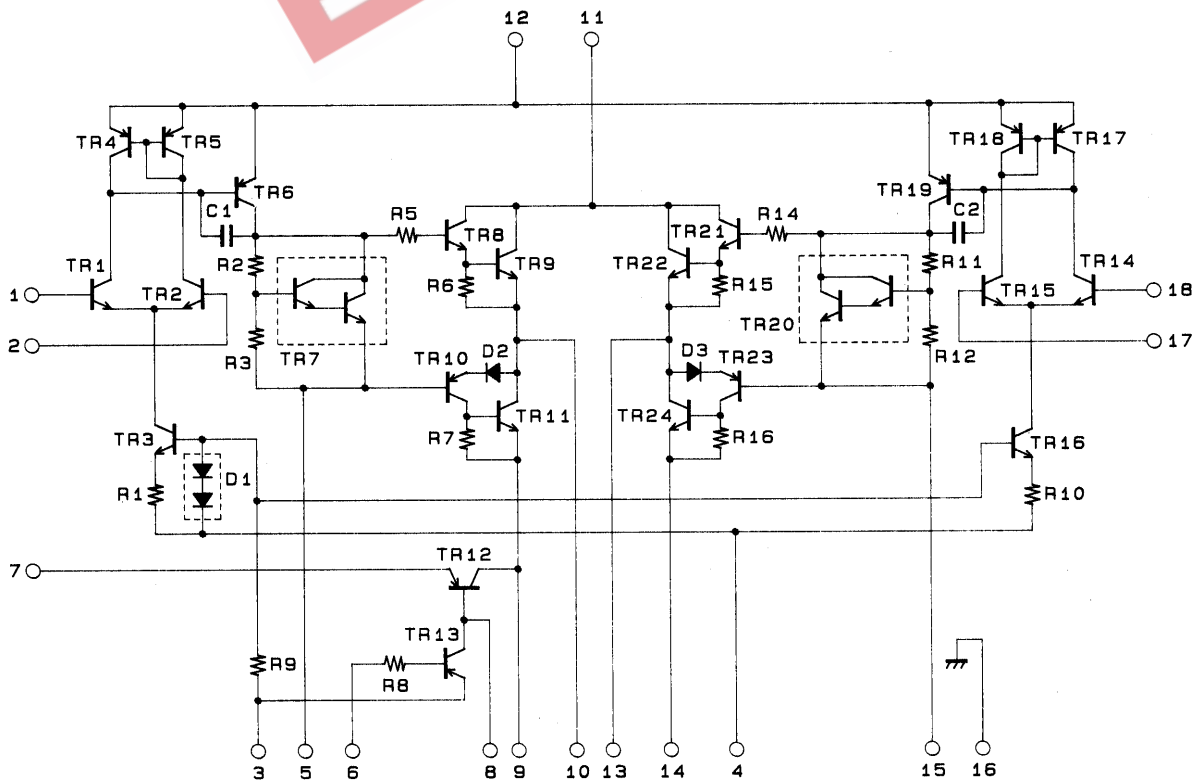 12 11
TR4 TR5 TR18 TR17
TR6 TR19
C1 R5 R14 C2
TR8 TR21
TR1 R2 TR9 TR22 R11 TR14
TR2 R6 R15 TR15
1 18
TR20
2 R3 TR7 R12 17
TR10 D2 D3 TR23
TR11 TR24
TR3 R7 R16 TR16
D1
R1 R10
TR12
7
TR13
R9 R8
3 5 6 8 9 10 13 14 4 15 16